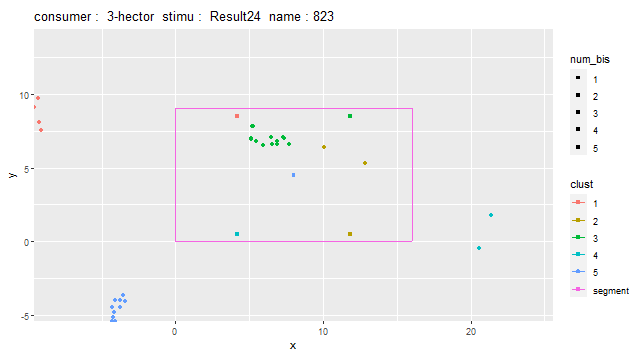 consumer :  3-hector  stimu :  Result24  name : 823
num_bis
1
2
3
4
5
clust
1
2
3
4
5
segment
y
10
5
0
-5
0
10
20
x